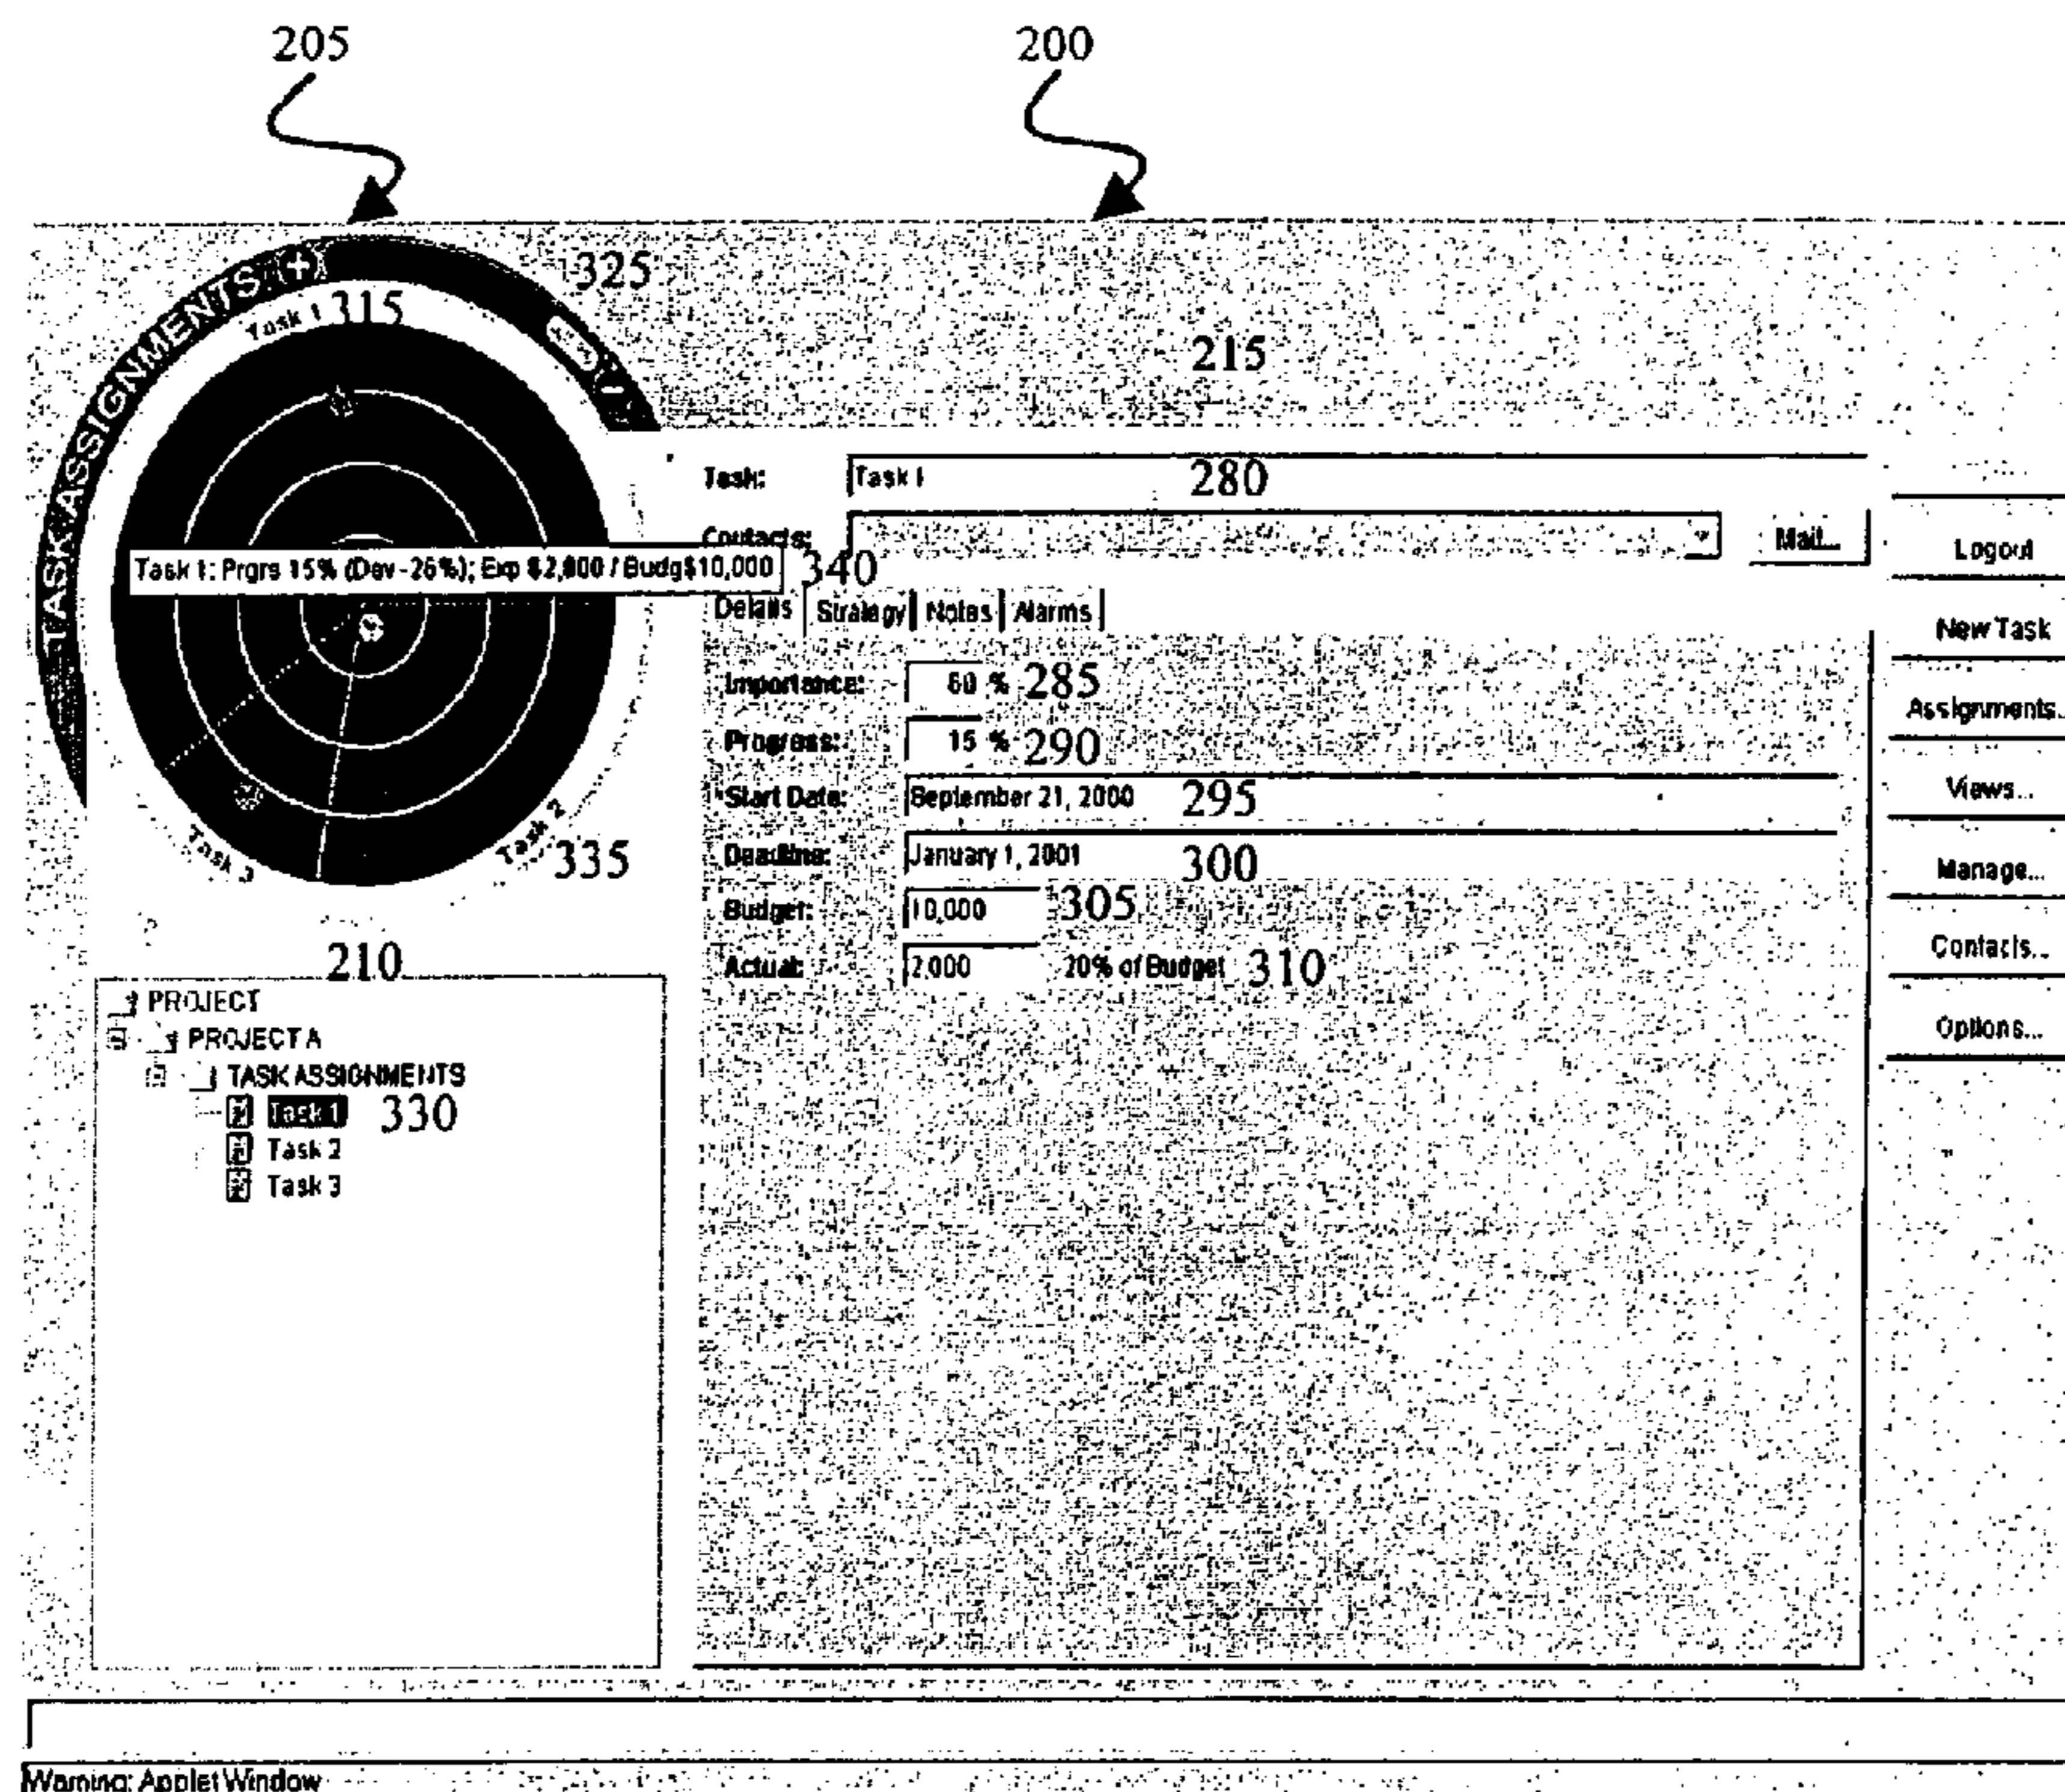 205
200
325
TASK ASSIGNMENTS +
Task 1 315
215
Task: Task 1 280
Contacts: Mail...
Logout
Task 1: Prgrs 15% (Dev -26%); Exp $2,000 / Budg$10,000 340
Details Strategy Notes Alarms
New Task
Importance: 60 % 285
Assignments...
Progress: 15 % 290
Start Date: September 21, 2000 295
Views...
Task 3 Task 2 335
Deadline: January 1, 2001 300
Manage...
Budget: 10,000 305
210
Actual: 2,000 20% of Budget 310
Contacts...
PROJECT
PROJECT A
Options...
TASK ASSIGNMENTS
Task 1 330
Task 2
Task 3
Warning: Applet Window